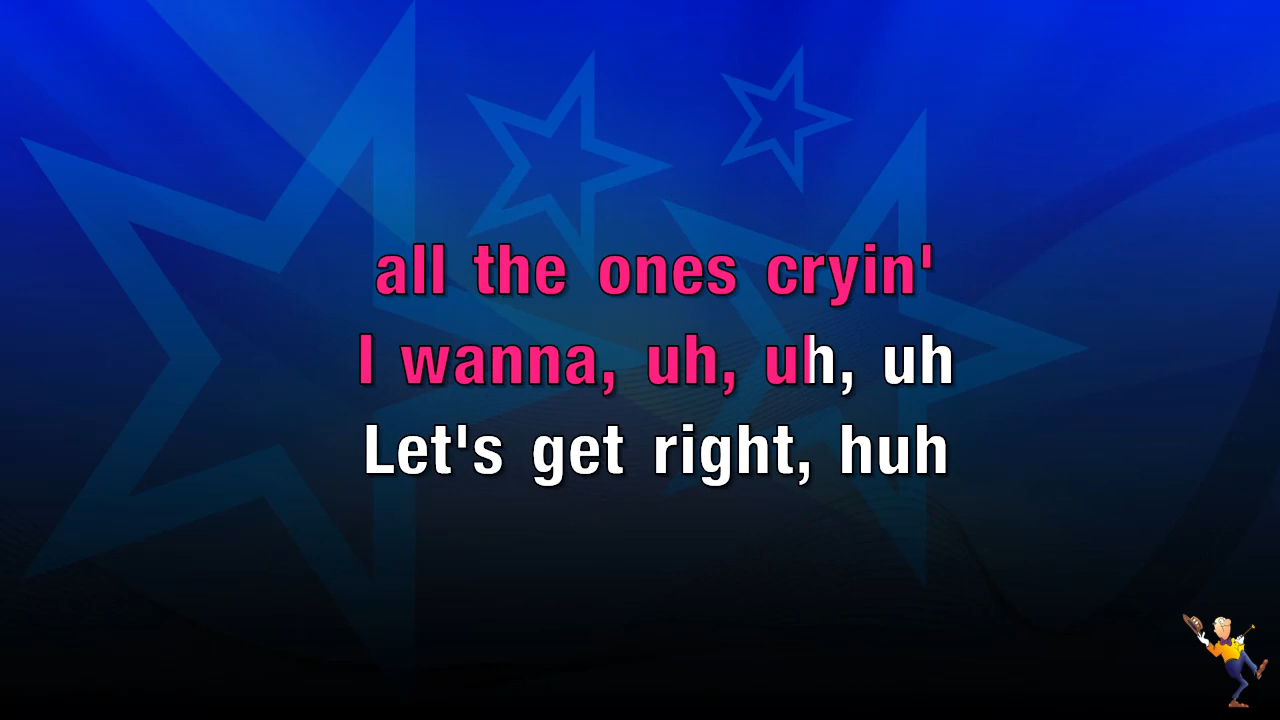 all the ones cryin'
I wanna, uh, uh, uh
Let's get right, huh